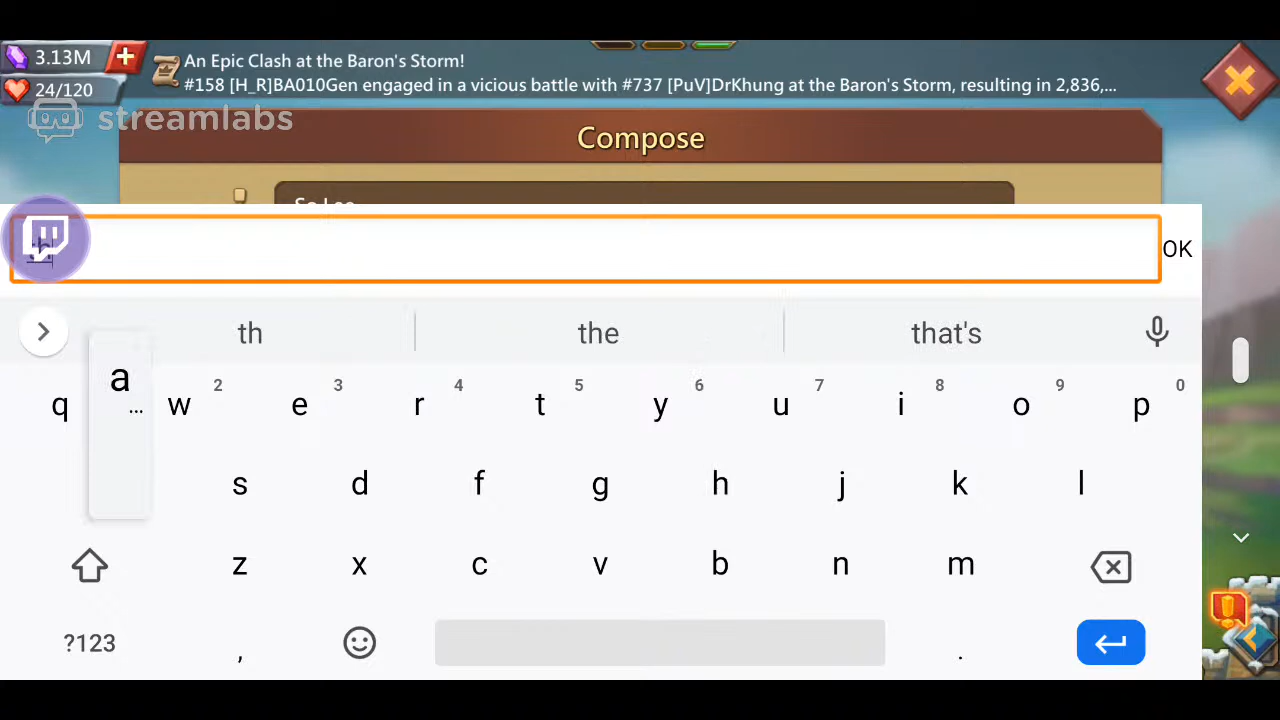 3.13M
An Epic Clash at the Baron's Storm!
24/120
#158 [H_R]BA010Gen engaged in a vicious battle with #737 [PuV]DrKhung at the Baron's Storm, resulting in 2,836,...
streamlabs
Compose
th
OK
th the that's
a
...
q w 2 e 3 r 4 t 5 y 6 u 7 i 8 o 9 p 0
s d f g h j k l
z x c v b n m
?123 , .